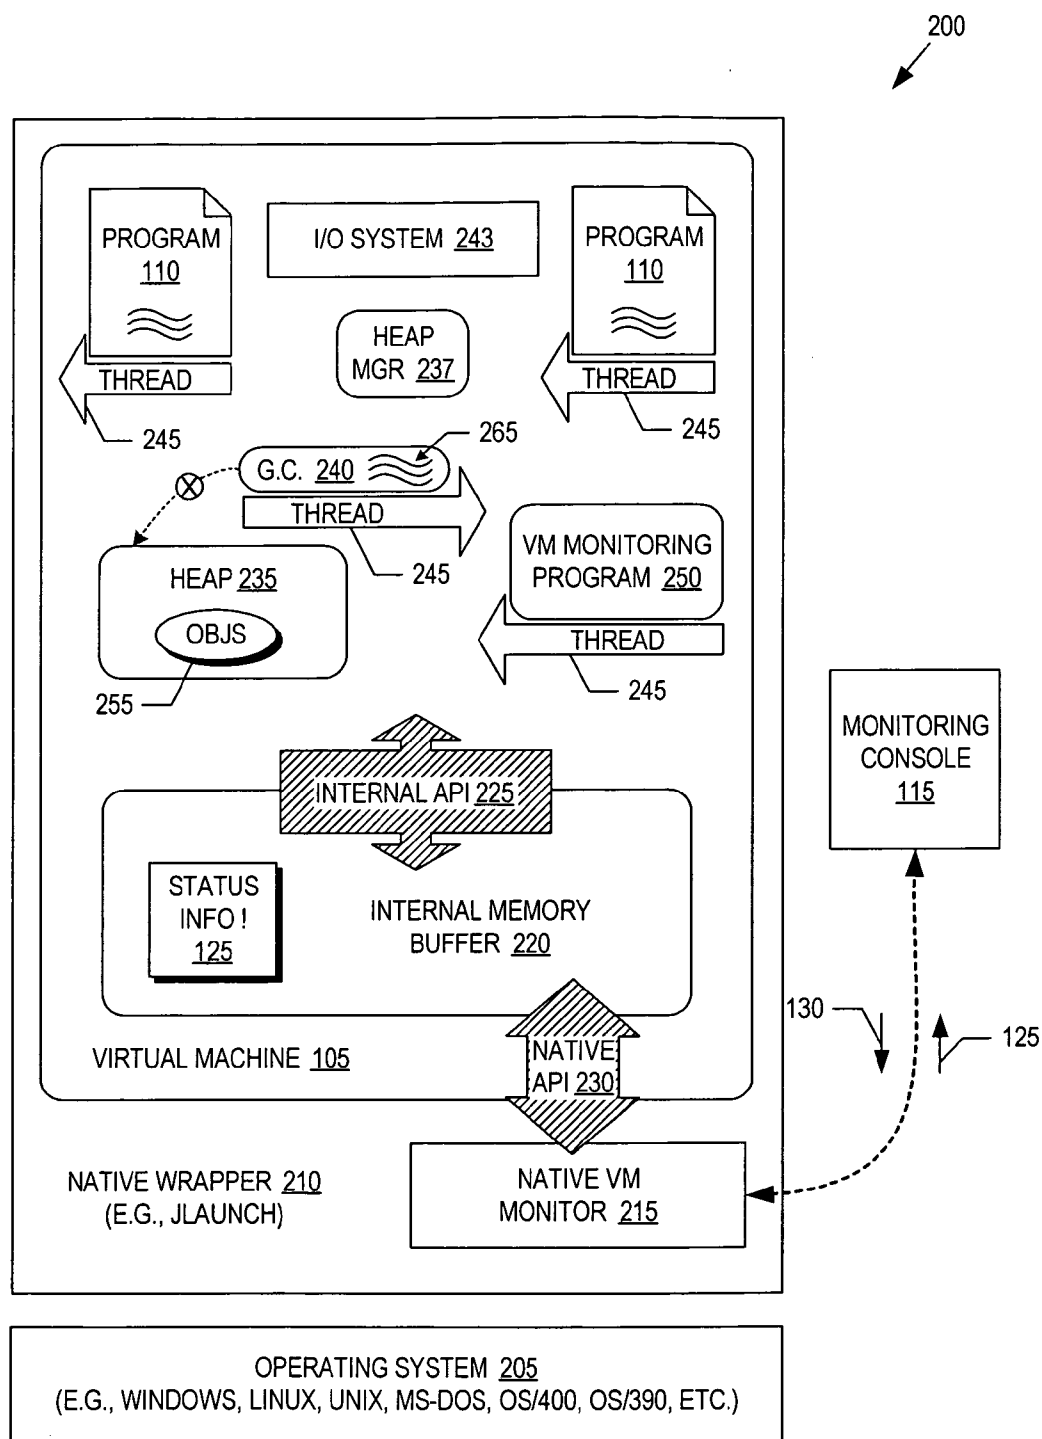 200
PROGRAM
110
I/O SYSTEM 243
PROGRAM
110
HEAP
MGR 237
THREAD
THREAD
245
245
265
G.C. 240
THREAD
245
VM MONITORING
PROGRAM 250
HEAP 235
OBJS
255
THREAD
245
MONITORING
CONSOLE
115
INTERNAL API 225
STATUS
INFO !
125
INTERNAL MEMORY
BUFFER 220
130
125
VIRTUAL MACHINE 105
NATIVE
API 230
NATIVE WRAPPER 210
(E.G., JLAUNCH)
NATIVE VM
MONITOR 215
OPERATING SYSTEM 205
(E.G., WINDOWS, LINUX, UNIX, MS-DOS, OS/400, OS/390, ETC.)